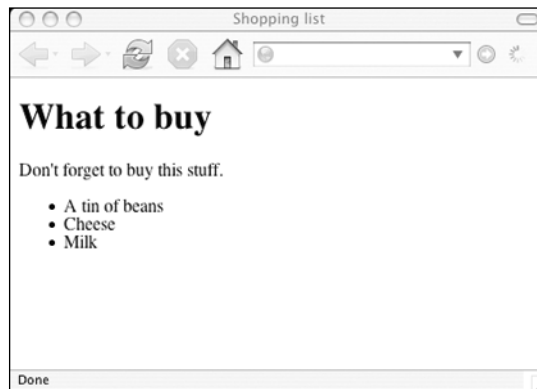 Shopping list
What to buy
Don't forget to buy this stuff.
• A tin of beans
• Cheese
• Milk
Done